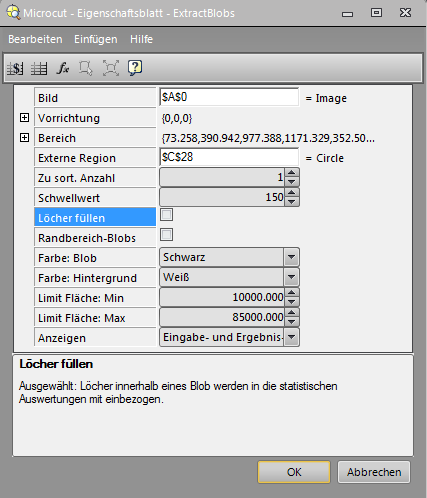 Microcut - Eigenschaftsblatt - ExtractBlobs
Bearbeiten Einfügen Hilfe
Bild $A$0 = Image
Vorrichtung {0,0,0}
Bereich {73.258,390.942,977.388,1171.329,352.50...
Externe Region $C$28 = Circle
Zu sort. Anzahl 1
Schwellwert 150
Löcher füllen
Randbereich-Blobs
Farbe: Blob Schwarz
Farbe: Hintergrund Weiß
Limit Fläche: Min 10000.000
Limit Fläche: Max 85000.000
Anzeigen Eingabe- und Ergebnis-
Löcher füllen
Ausgewählt: Löcher innerhalb eines Blob werden in die statistischen
Auswertungen mit einbezogen.
OK Abbrechen